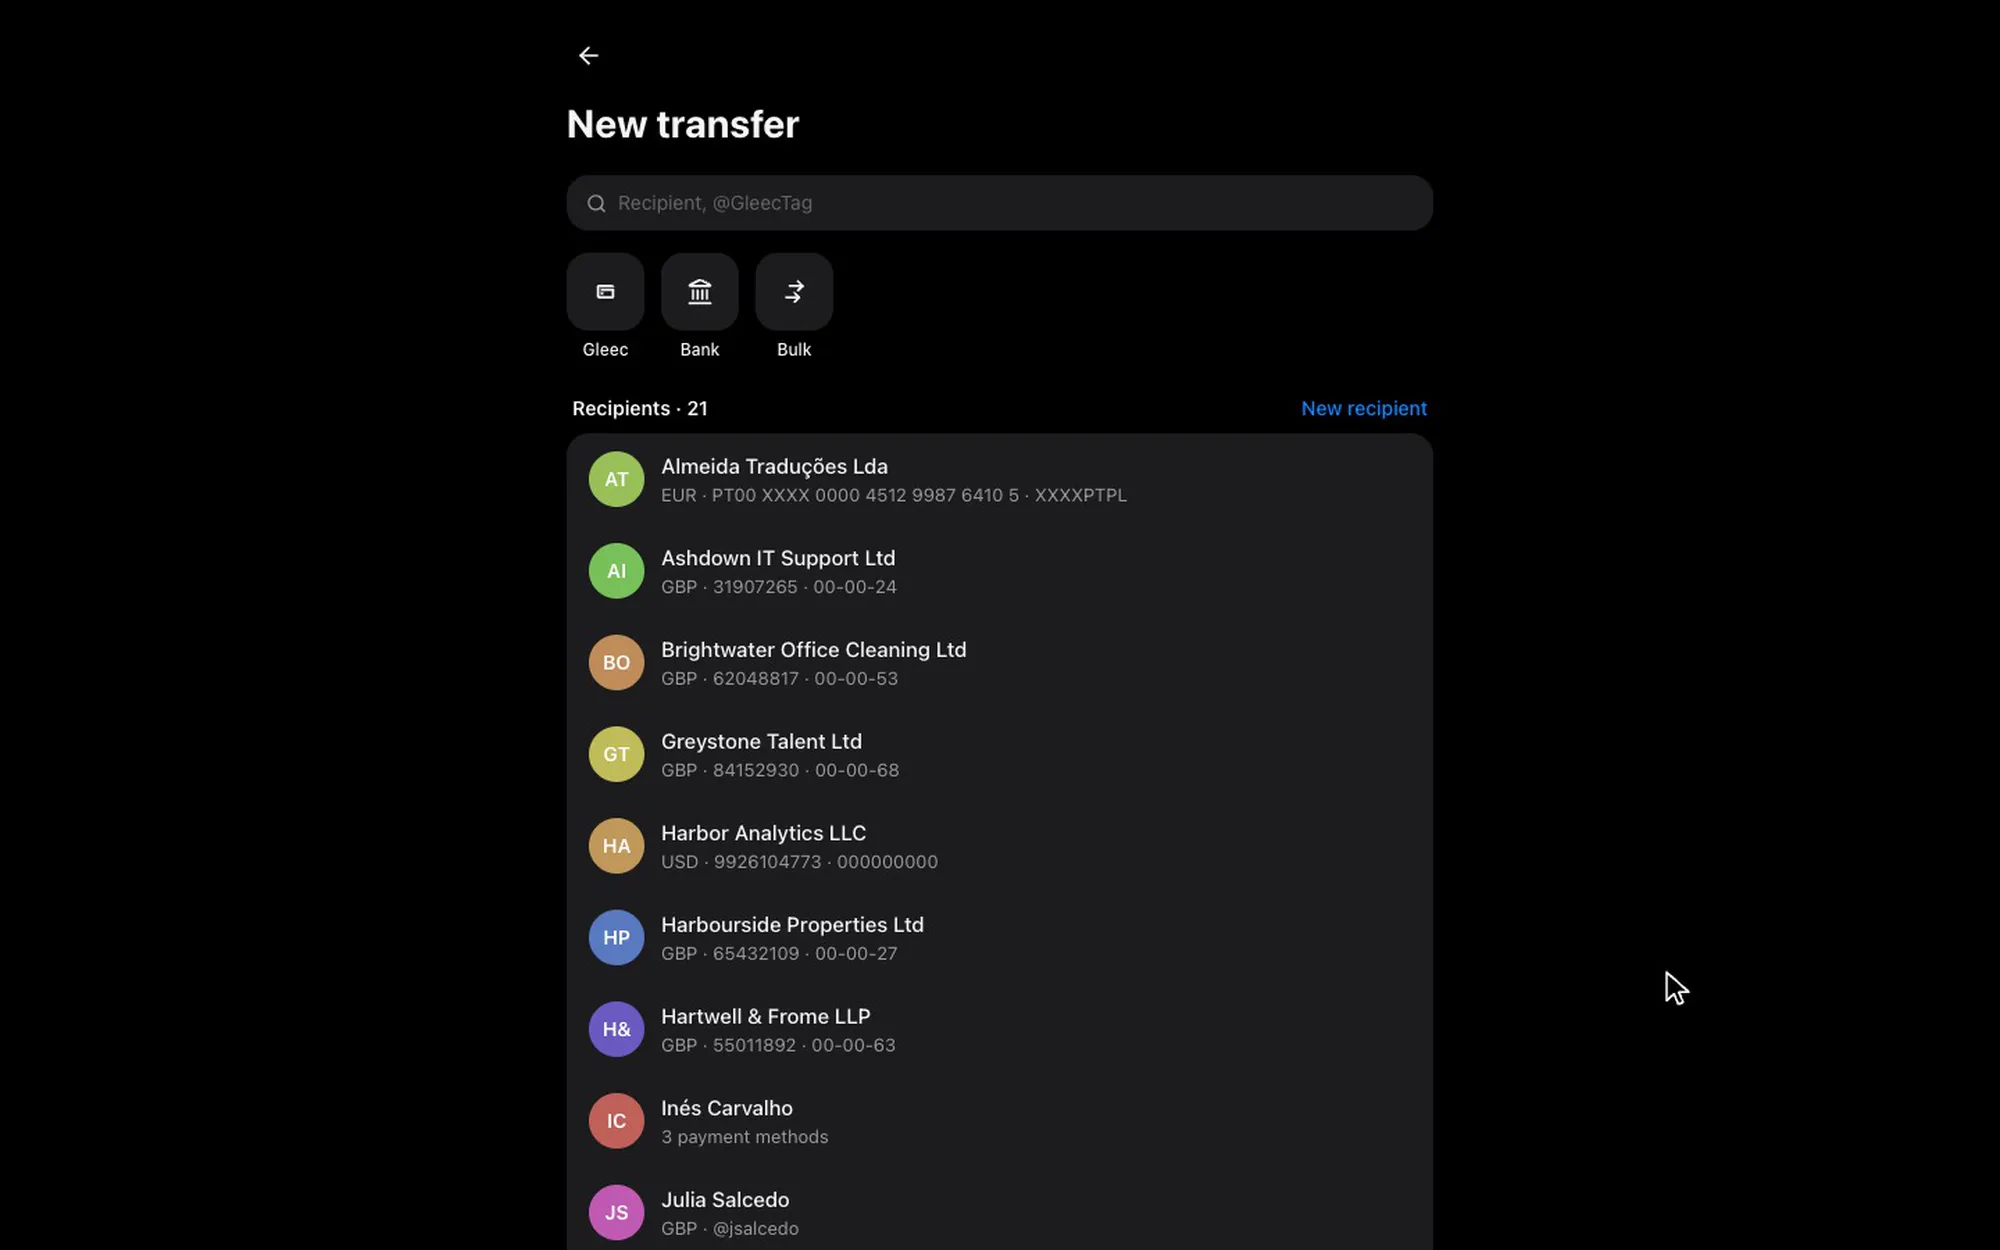 New transfer
Recipient, @GleecTag
Gleec
Bank
Bulk
Recipients · 21
New recipient
AT
Almeida Traduções Lda
EUR · PT00 XXXX 0000 4512 9987 6410 5 · XXXXPTPL
AI
Ashdown IT Support Ltd
GBP · 31907265 · 00-00-24
BO
Brightwater Office Cleaning Ltd
GBP · 62048817 · 00-00-53
GT
Greystone Talent Ltd
GBP · 84152930 · 00-00-68
HA
Harbor Analytics LLC
USD · 9926104773 · 000000000
HP
Harbourside Properties Ltd
GBP · 65432109 · 00-00-27
H&
Hartwell & Frome LLP
GBP · 55011892 · 00-00-63
IC
Inés Carvalho
3 payment methods
JS
Julia Salcedo
GBP · @jsalcedo